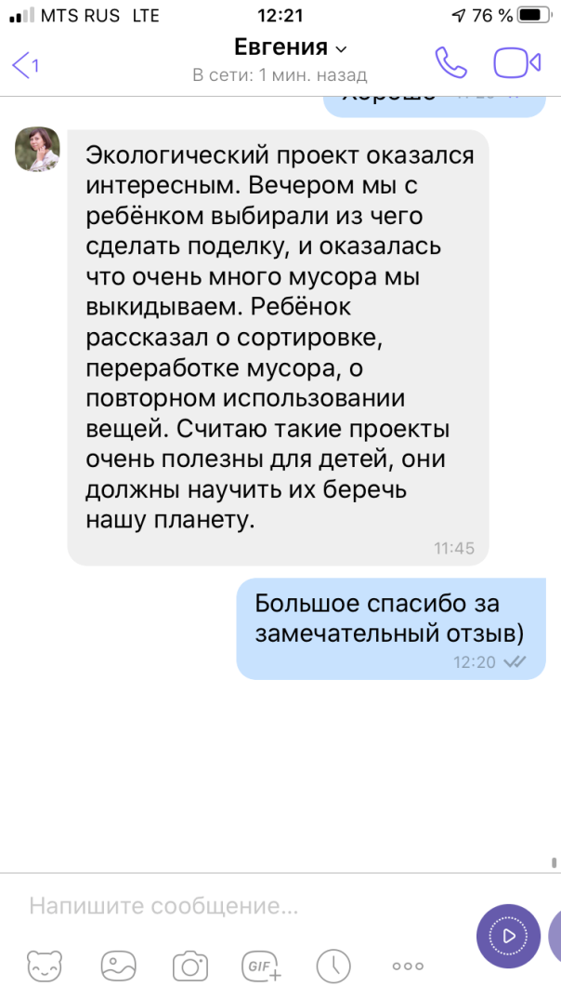 MTS RUS LTE 12:21 76 %
1 Евгения
В сети: 1 мин. назад
Экологический проект оказался
интересным. Вечером мы с
ребёнком выбирали из чего
сделать поделку, и оказалась
что очень много мусора мы
выкидываем. Ребёнок
рассказал о сортировке,
переработке мусора, о
повторном использовании
вещей. Считаю такие проекты
очень полезны для детей, они
должны научить их беречь
нашу планету.
11:45
Большое спасибо за
замечательный отзыв)
12:20
Напишите сообщение...
GIF